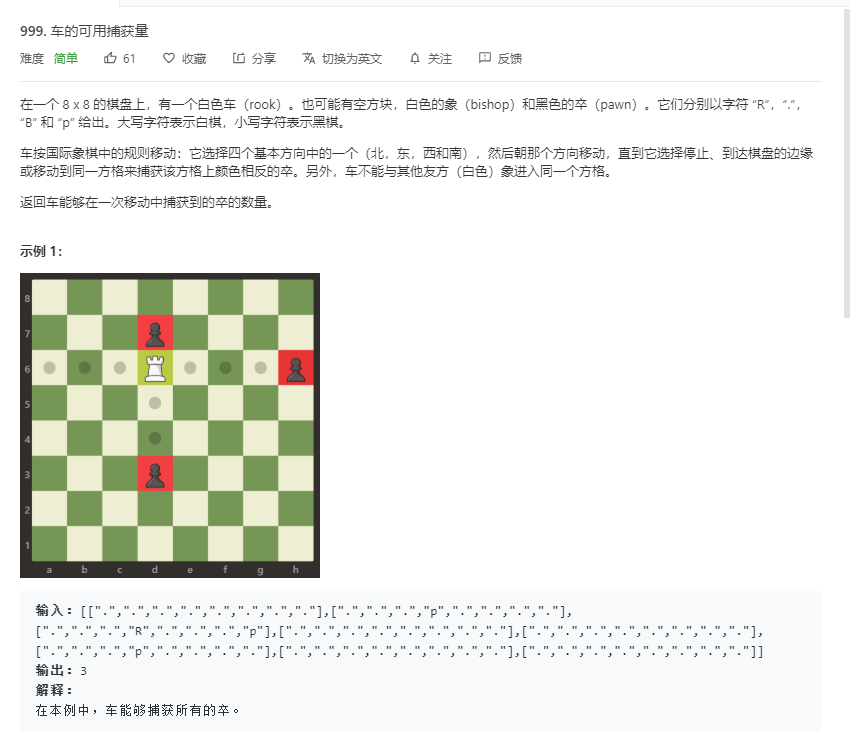 999. 车的可用捕获量
难度 简单 61 收藏 分享 切换为英文 关注 反馈
在一个 8 x 8 的棋盘上，有一个白色车（rook）。也可能有空方块，白色的象（bishop）和黑色的卒（pawn）。它们分别以字符 “R”，“.”，
“B” 和 “p” 给出。大写字符表示白棋，小写字符表示黑棋。
车按国际象棋中的规则移动：它选择四个基本方向中的一个（北，东，西和南），然后朝那个方向移动，直到它选择停止、到达棋盘的边缘
或移动到同一方格来捕获该方格上颜色相反的卒。另外，车不能与其他友方（白色）象进入同一个方格。
返回车能够在一次移动中捕获到的卒的数量。
示例 1：
8
7
6
5
4
3
2
1
a b c d e f g h
输入：[[".",".",".",".",".",".",".","."],[".",".",".","p",".",".",".","."],
[".",".",".","R",".",".",".","p"],[".",".",".",".",".",".",".","."],[".",".",".",".",".",".",".","."],
[".",".",".","p",".",".",".","."],[".",".",".",".",".",".",".","."],[".",".",".",".",".",".",".","."]]
输出：3
解释：
在本例中，车能够捕获所有的卒。